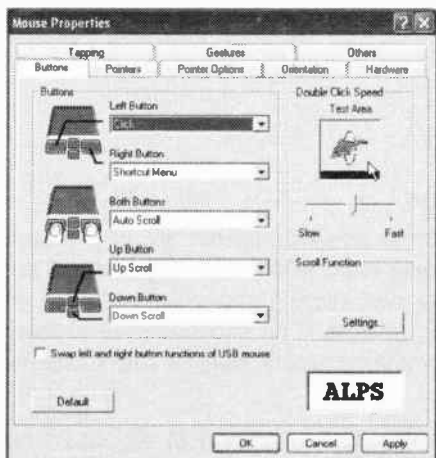 Mouse Properties
Tapping Gestures Others
Buttons Pointers Pointer Options Orientation Hardware
Buttons
Left Button
Click
Right Button
Shortcut Menu
Both Buttons
Auto Scroll
Up Button
Up Scroll
Down Button
Down Scroll
Double Click Speed
Test Area
Slow Fast
Scroll Function
Settings...
Swap left and right button functions of USB mouse
Default
ALPS
OK Cancel Apply